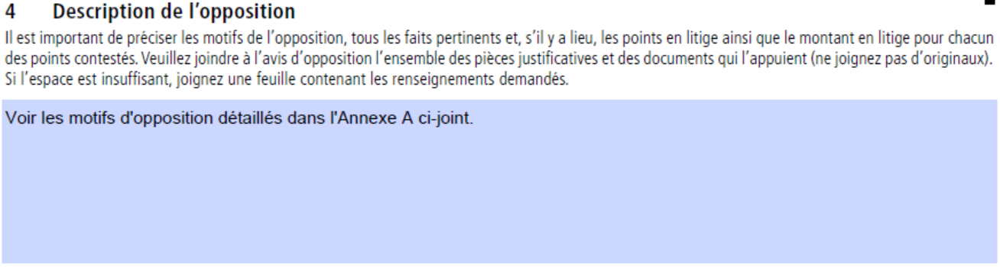 4 Description de l'opposition
Il est important de préciser les motifs de l'opposition, tous les faits pertinents et, s'il y a lieu, les points en litige ainsi que le montant en litige pour chacun
des points contestés. Veuillez joindre à l'avis d'opposition l'ensemble des pièces justificatives et des documents qui l'appuient (ne joignez pas d'originaux).
Si l'espace est insuffisant, joignez une feuille contenant les renseignements demandés.
Voir les motifs d'opposition détaillés dans l'Annexe A ci-joint.